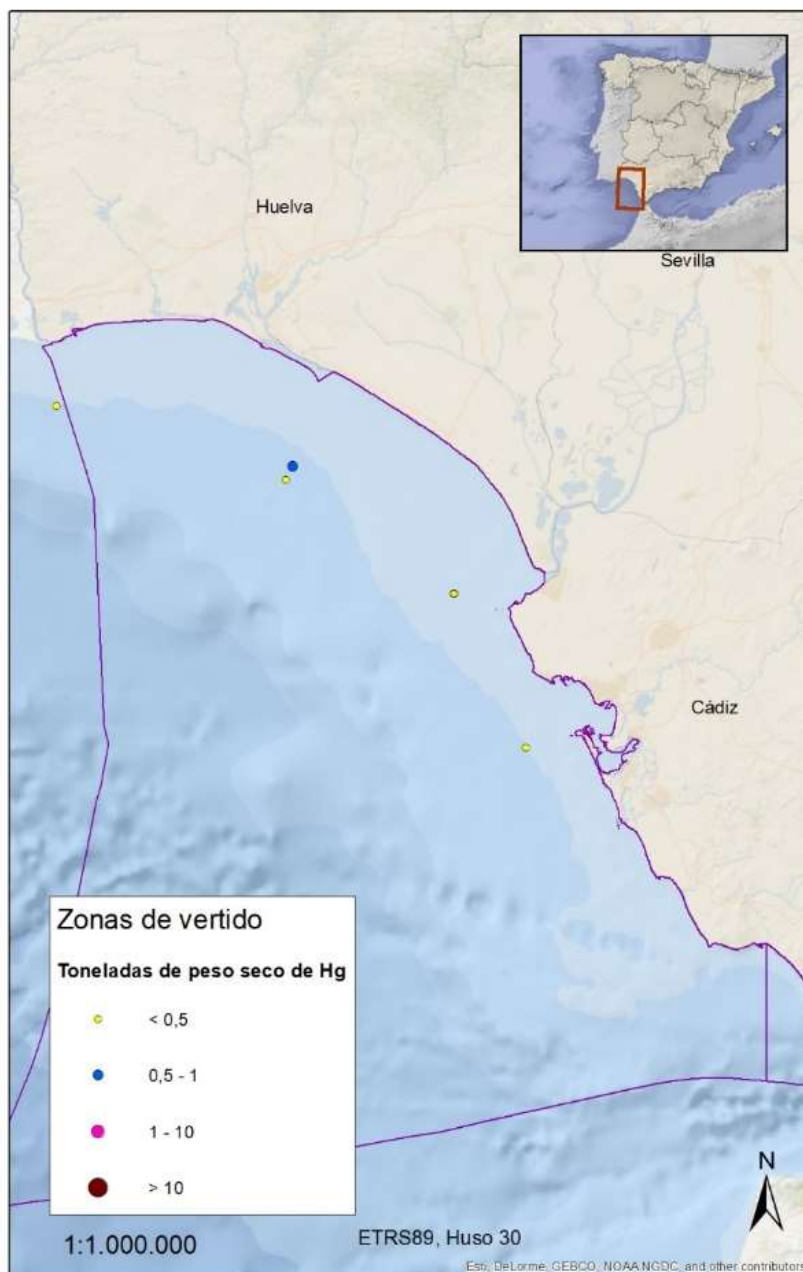 Huelva
Sevilla
Cádiz
Zonas de vertido
Toneladas de peso seco de Hg
< 0,5
0,5 - 1
1 - 10
> 10
N
1:1.000.000
ETRS89, Huso 30
Esri, DeLorme, GEBCO, NOAA NGDC, and other contributors